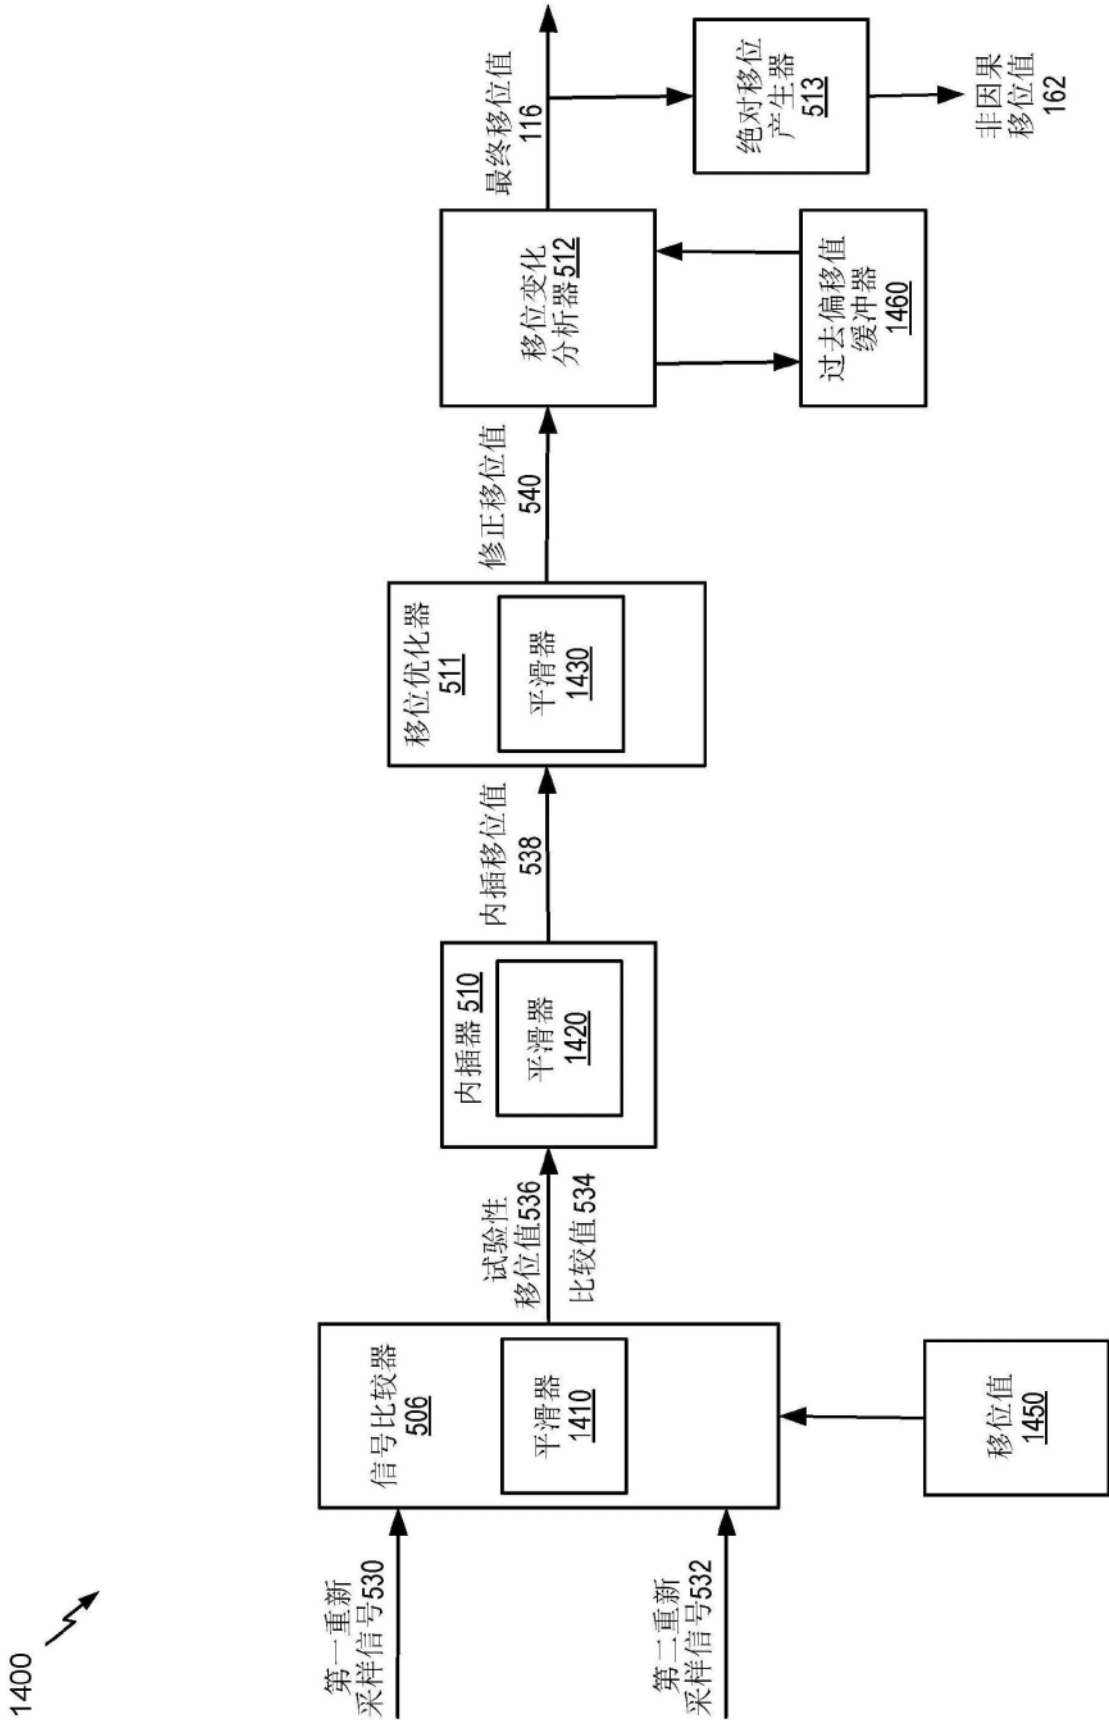 1400
第一重新
采样信号530
第二重新
采样信号532
信号比较器
506
平滑器
1410
移位值
1450
试验性
移位值536
比较值534
内插器 510
平滑器
1420
内插移位值
538
移位优化器
511
平滑器
1430
修正移位值
540
移位变化
分析器512
过去偏移值
缓冲器
1460
最终移位值
116
绝对移位
产生器
513
非因果
移位值
162